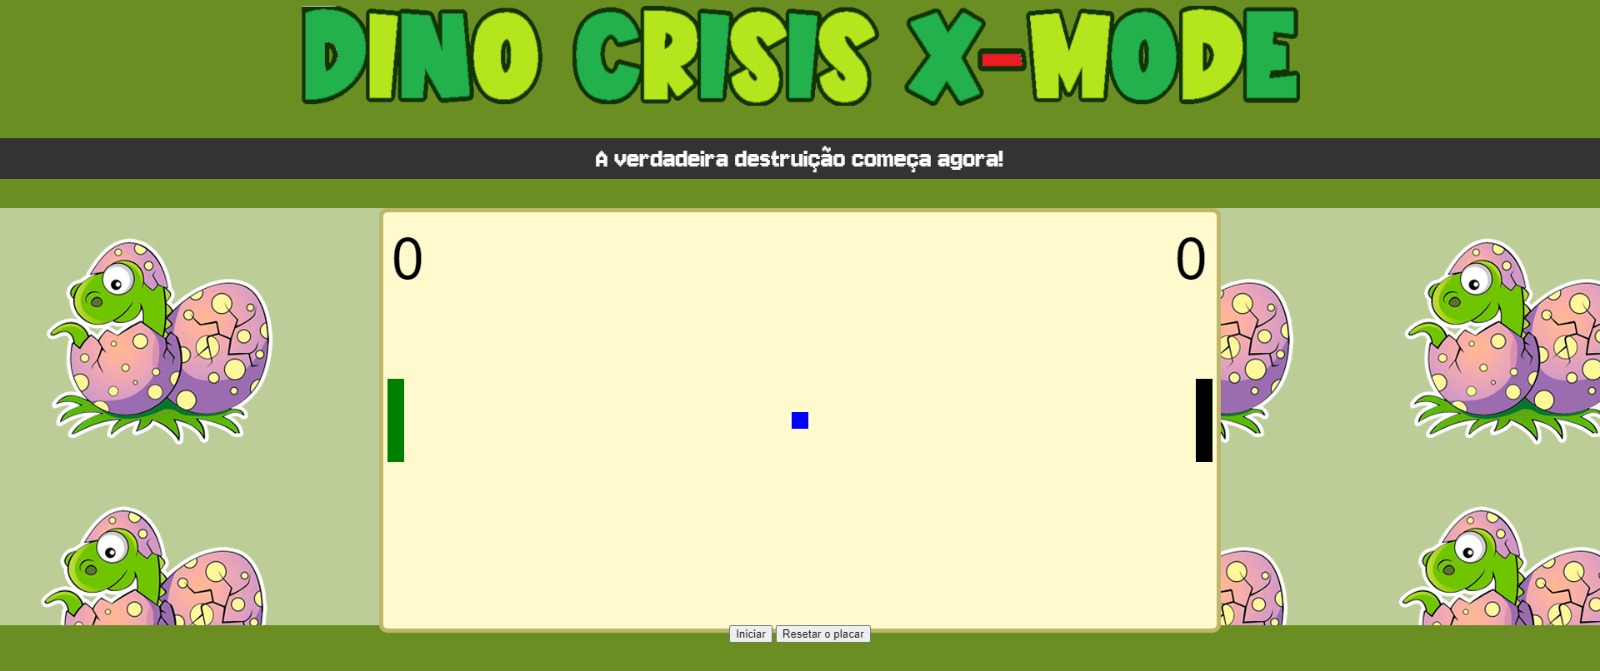 DINO CRISIS X-MODE
A verdadeira destruição começa agora!
0 0
Iniciar Resetar o placar